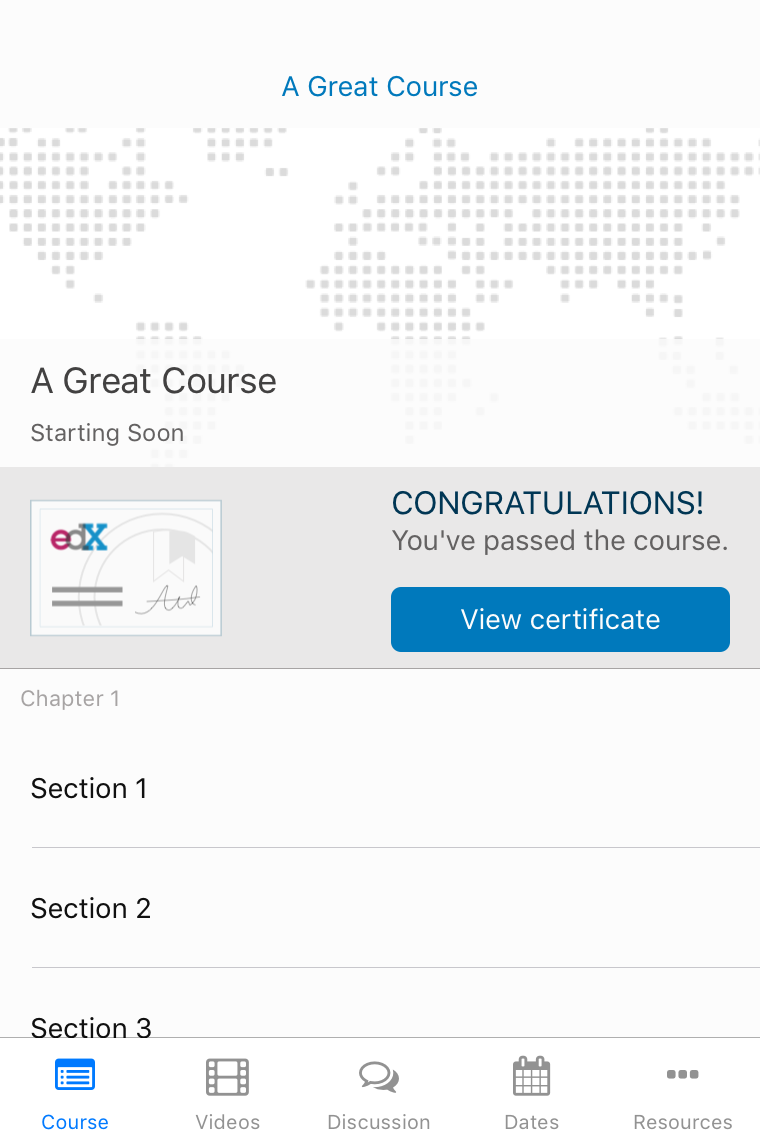 A Great Course
A Great Course
Starting Soon
edX
CONGRATULATIONS!
You've passed the course.
View certificate
Chapter 1
Section 1
Section 2
Section 3
Course
Videos
Discussion
Dates
Resources